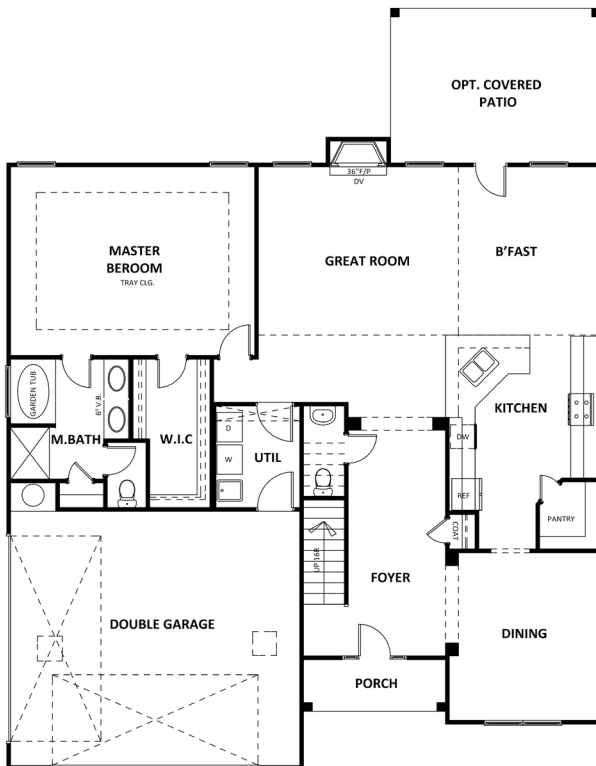 OPT. COVERED
PATIO
36"F/P
DV
MASTER
BEROOM
TRAY CLG.
GREAT ROOM
B'FAST
GARDEN TUB
6⁰ V.B.
M.BATH
W.I.C
D
W
UTIL
KITCHEN
DW
REF
PANTRY
COAT
UP 16R
FOYER
DOUBLE GARAGE
DINING
PORCH